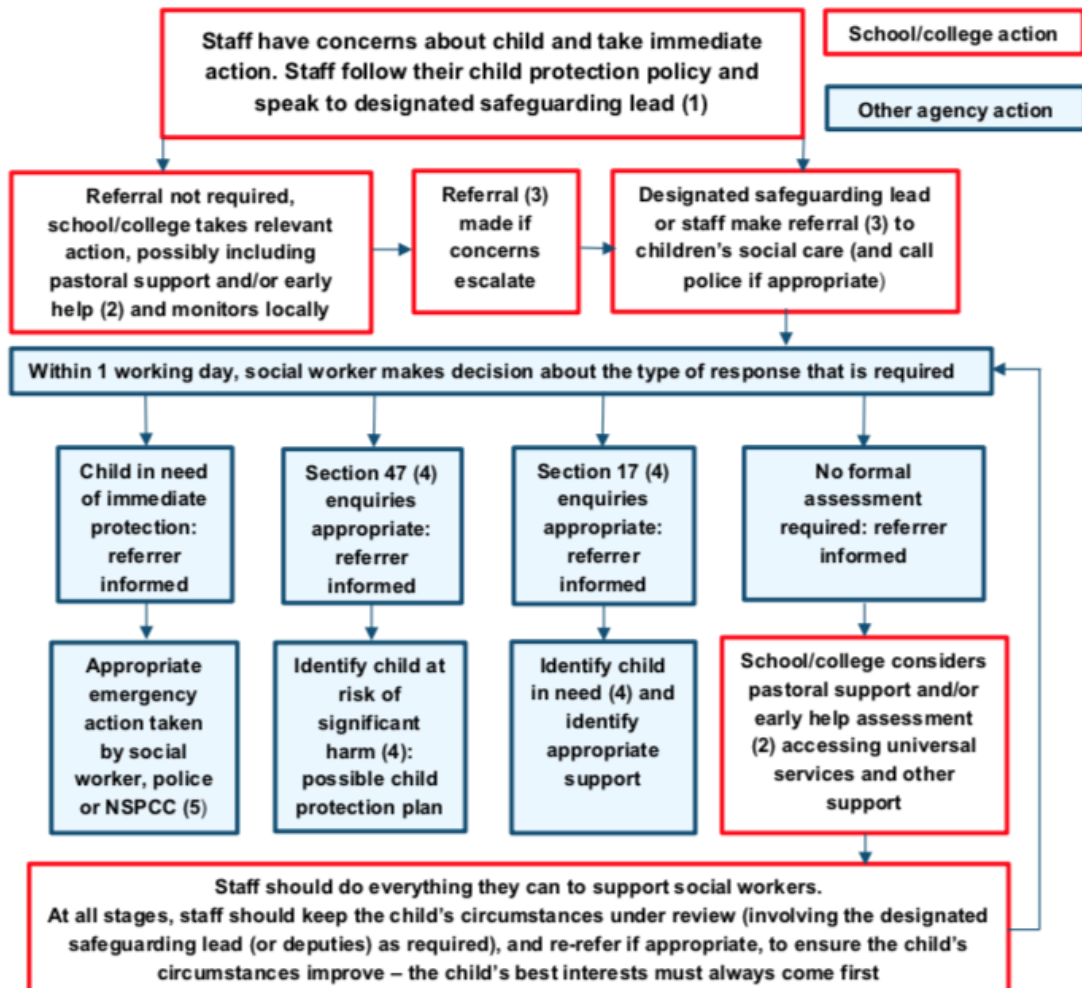 Staff have concerns about child and take immediate
action. Staff follow their child protection policy and
speak to designated safeguarding lead (1)
School/college action
Other agency action
Referral not required,
school/college takes relevant
action, possibly including
pastoral support and/or early
help (2) and monitors locally
Referral (3)
made if
concerns
escalate
Designated safeguarding lead
or staff make referral (3) to
children’s social care (and call
police if appropriate)
Within 1 working day, social worker makes decision about the type of response that is required
Child in need
of immediate
protection:
referrer
informed
Section 47 (4)
enquiries
appropriate:
referrer
informed
Section 17 (4)
enquiries
appropriate:
referrer
informed
No formal
assessment
required: referrer
informed
Appropriate
emergency
action taken
by social
worker, police
or NSPCC (5)
Identify child at
risk of
significant
harm (4):
possible child
protection plan
Identify child
in need (4) and
identify
appropriate
support
School/college considers
pastoral support and/or
early help assessment
(2) accessing universal
services and other
support
Staff should do everything they can to support social workers.
At all stages, staff should keep the child’s circumstances under review (involving the designated
safeguarding lead (or deputies) as required), and re-refer if appropriate, to ensure the child’s
circumstances improve – the child’s best interests must always come first